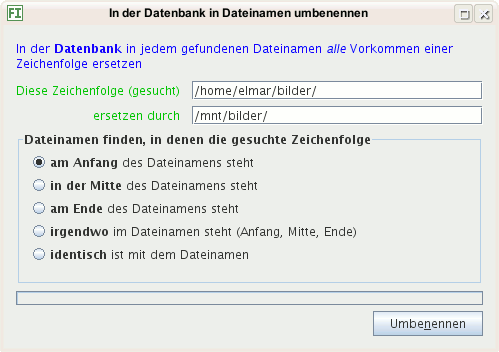 FI In der Datenbank in Dateinamen umbenennen
In der Datenbank in jedem gefundenen Dateinamen alle Vorkommen einer
Zeichenfolge ersetzen
Diese Zeichenfolge (gesucht) /home/elmar/bilder/
ersetzen durch /mnt/bilder/
Dateinamen finden, in denen die gesuchte Zeichenfolge
am Anfang des Dateinamens steht
in der Mitte des Dateinamens steht
am Ende des Dateinamens steht
irgendwo im Dateinamen steht (Anfang, Mitte, Ende)
identisch ist mit dem Dateinamen
Umbenennen